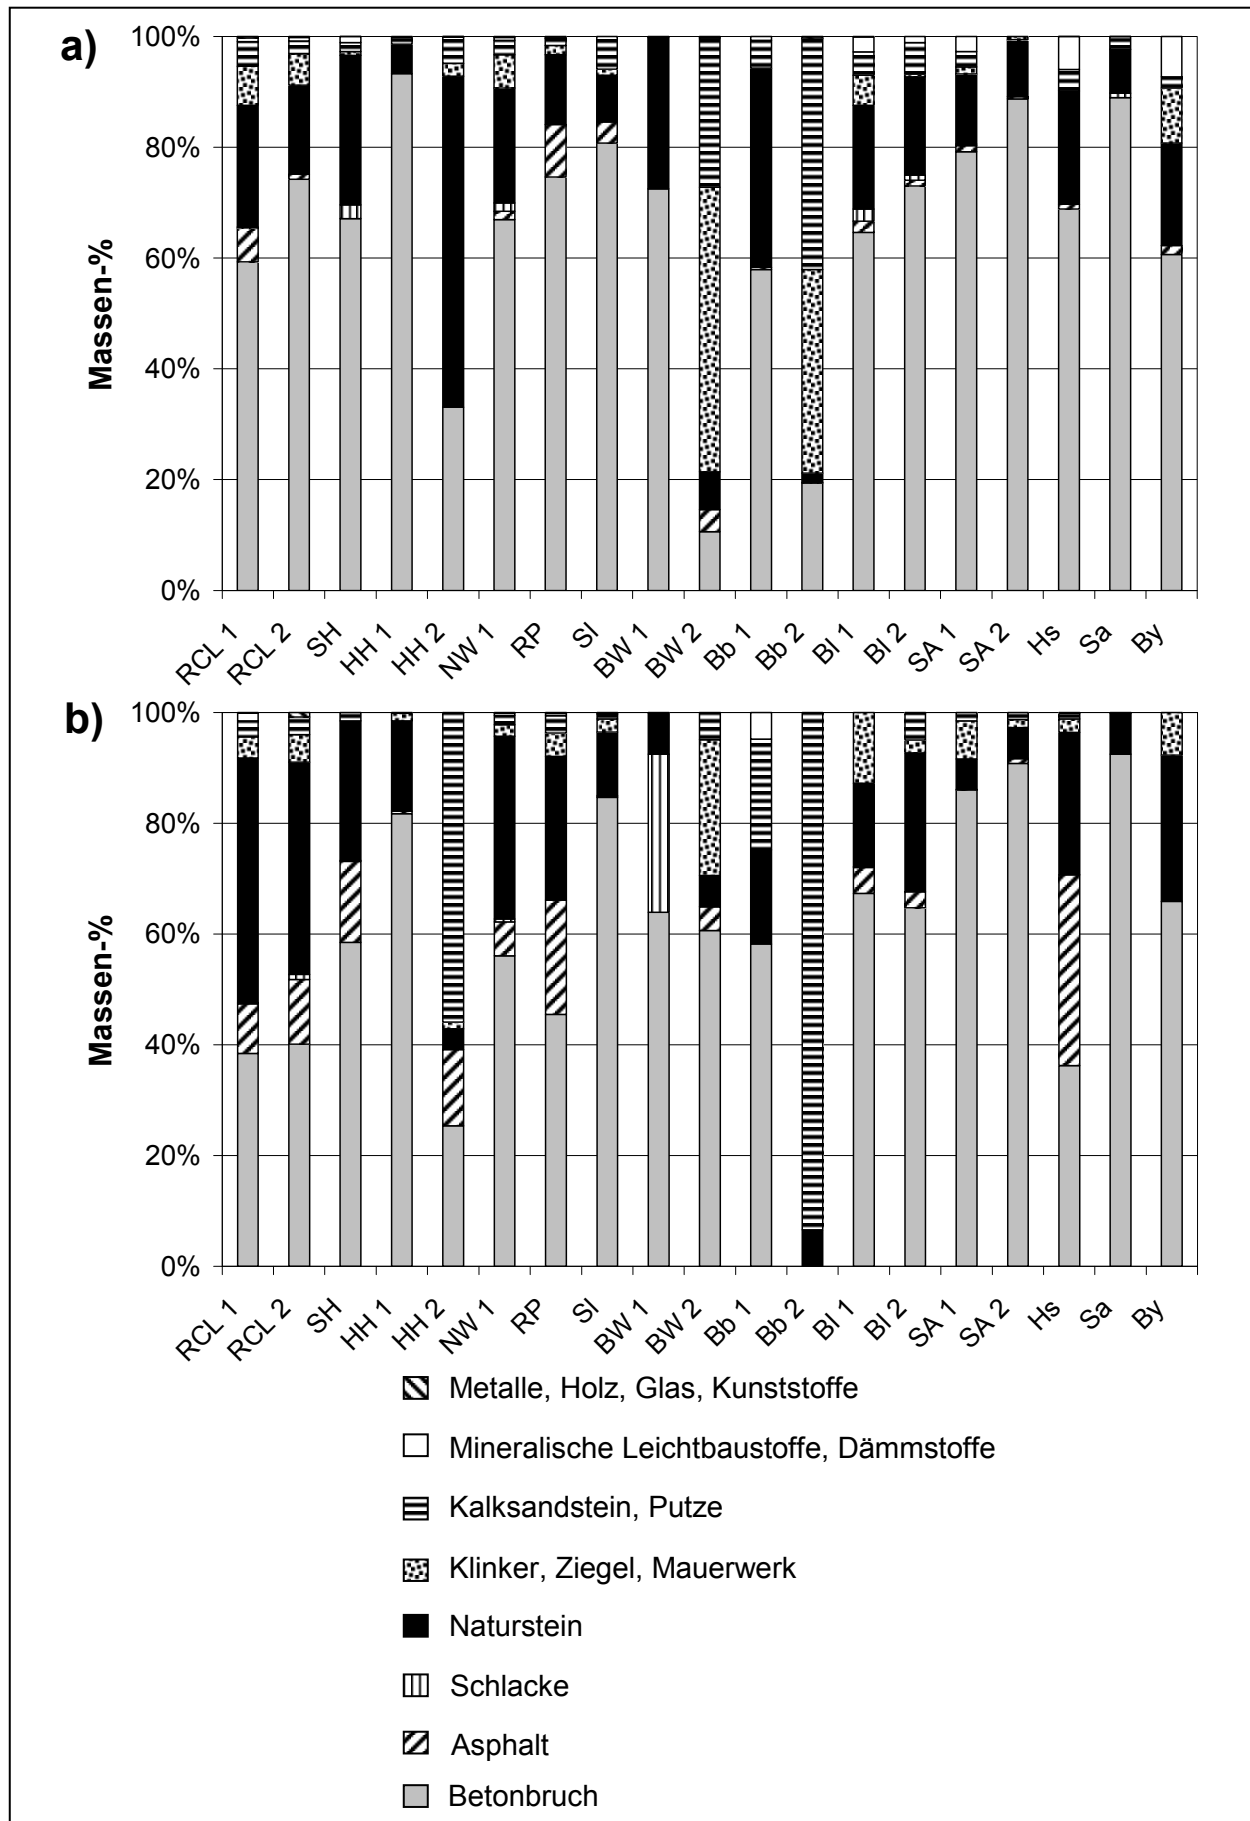 a)
Massen-%
100%
80%
60%
40%
20%
0%
RCL 1
RCL 2
SH
HH 1
HH 2
NW 1
RP
Sl
BW 1
BW 2
Bb 1
Bb 2
Bl 1
Bl 2
SA 1
SA 2
Hs
Sa
By
b)
Massen-%
100%
80%
60%
40%
20%
0%
RCL 1
RCL 2
SH
HH 1
HH 2
NW 1
RP
Sl
BW 1
BW 2
Bb 1
Bb 2
Bl 1
Bl 2
SA 1
SA 2
Hs
Sa
By
Metalle, Holz, Glas, Kunststoffe
Mineralische Leichtbaustoffe, Dämmstoffe
Kalksandstein, Putze
Klinker, Ziegel, Mauerwerk
Naturstein
Schlacke
Asphalt
Betonbruch